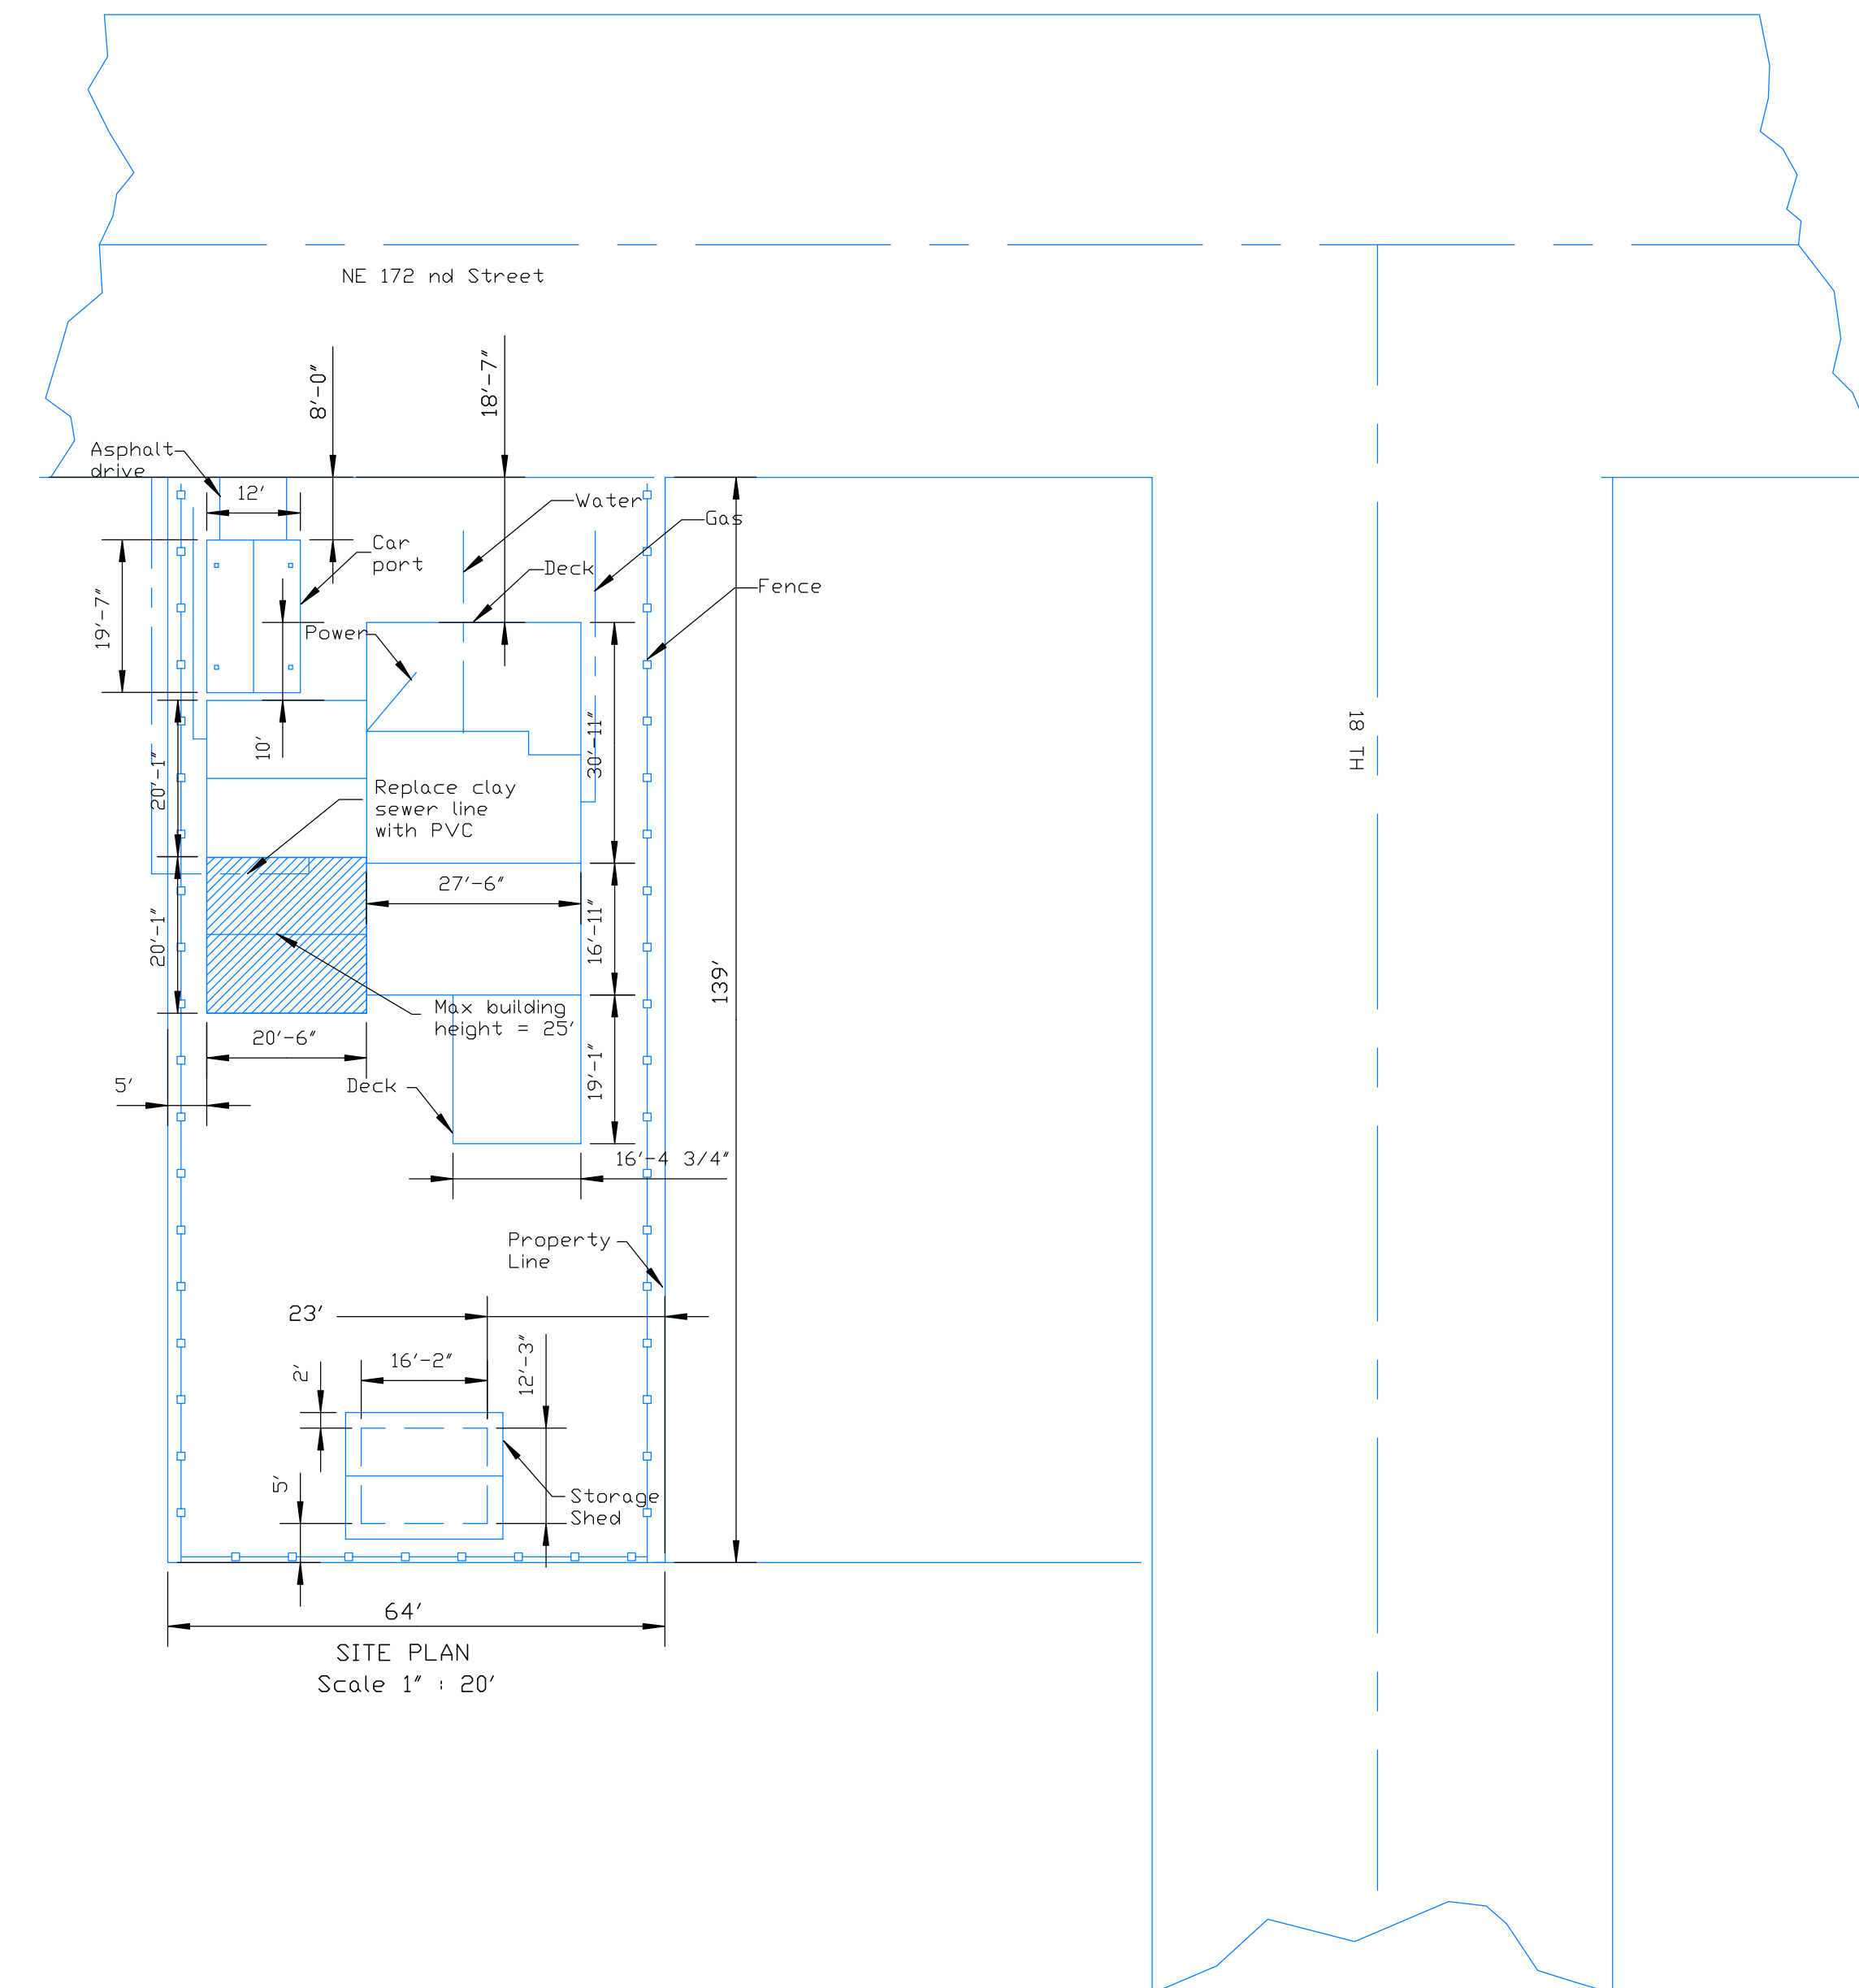 NE 172 nd Street
8'-0"
18'-7"
Asphalt
drive
12'
Water
Gas
Car
port
Deck
Fence
19'-7"
Power
10'
30'-11"
18 TH
20'-1"
Replace clay
sewer line
with PVC
27'-6"
20'-1"
16'-11"
139'
Max building
height = 25'
20'-6"
5'
Deck
19'-1"
16'-4 3/4"
Property
Line
23'
16'-2"
2'
12'-3"
5'
Storage
Shed
64'
SITE PLAN
Scale 1" : 20'